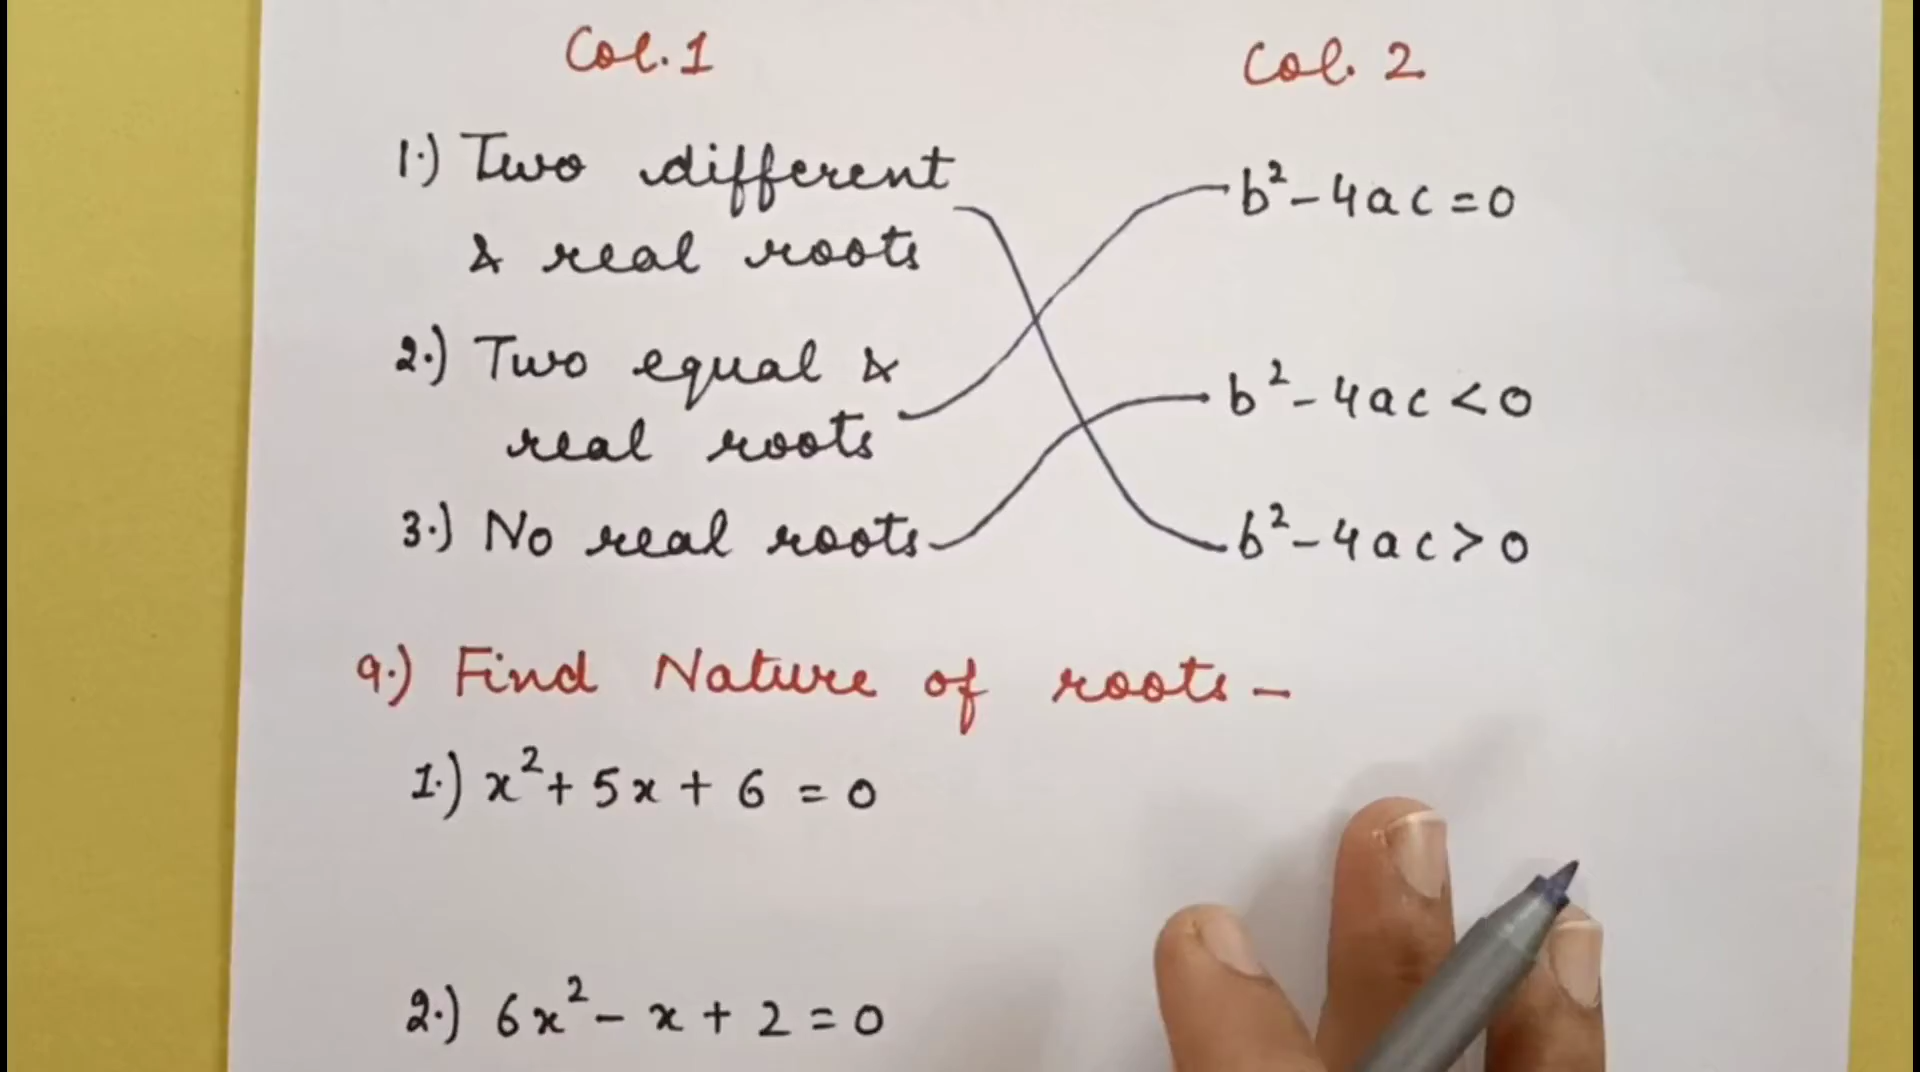 Col. 1
Col. 2
1.) Two different
& real roots
b² - 4ac = 0
2.) Two equal &
real roots
b² - 4ac < 0
3.) No real roots
b² - 4ac > 0
9.) Find Nature of roots -
1.) x² + 5x + 6 = 0
2.) 6x² - x + 2 = 0